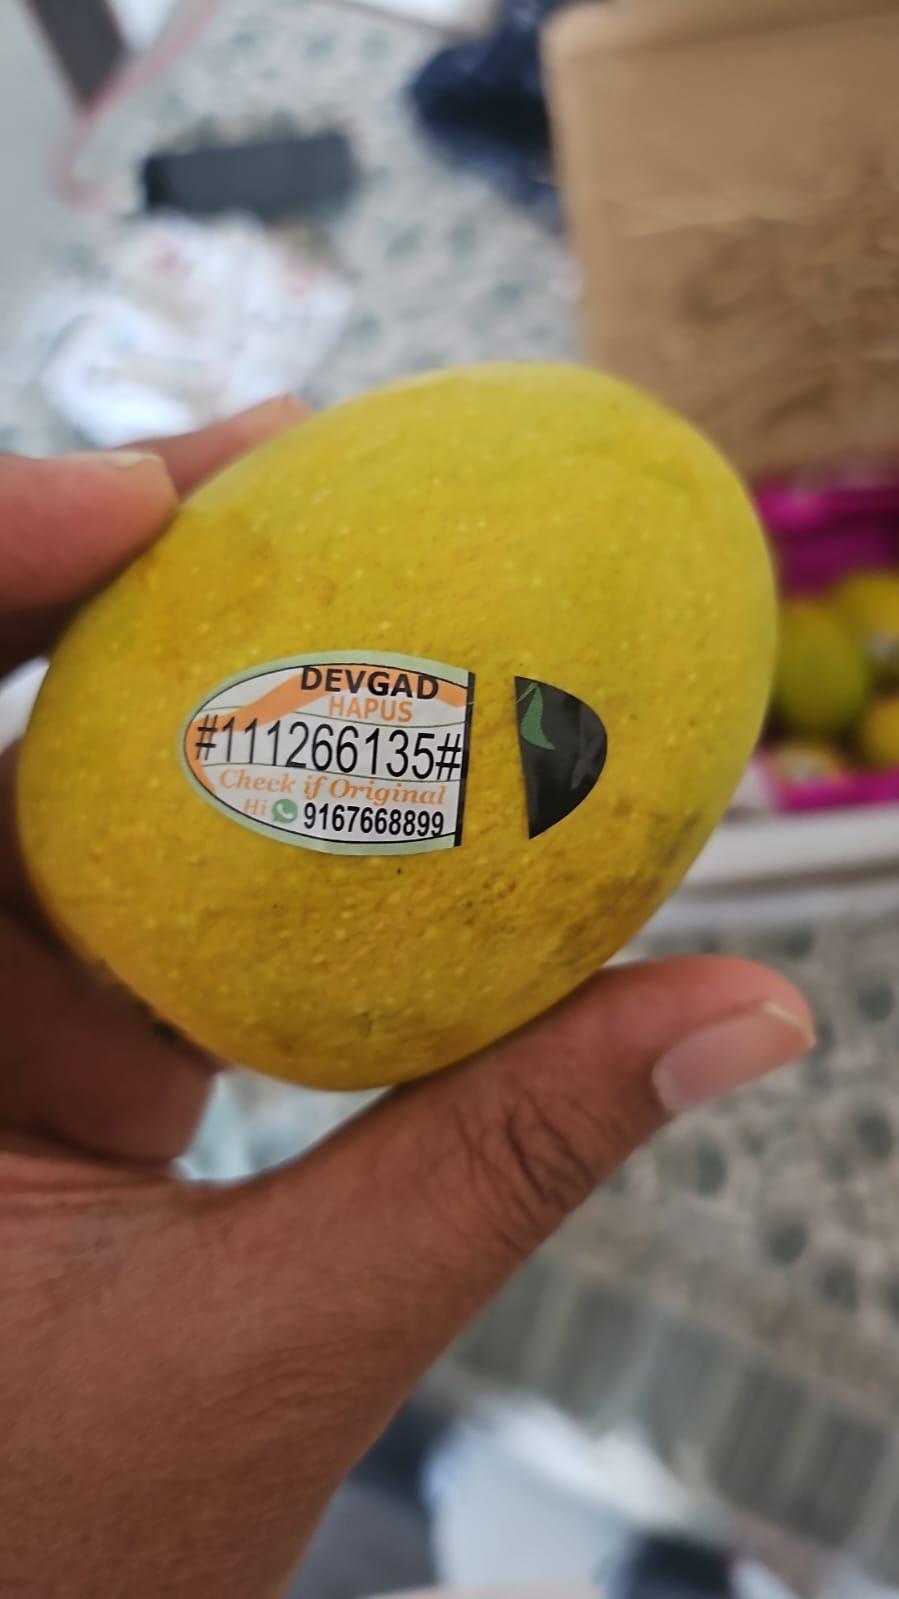 DEVGAD
HAPUS
#111266135#
Check if Original
Hi 9167668899